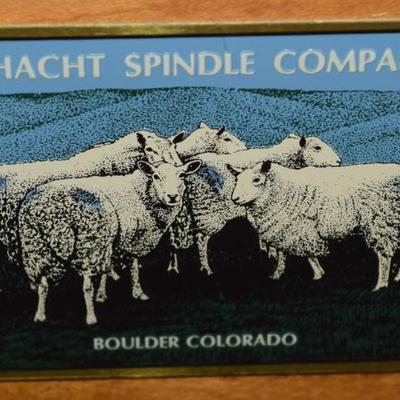 HACHT SPINDLE COMPA
BOULDER COLORADO